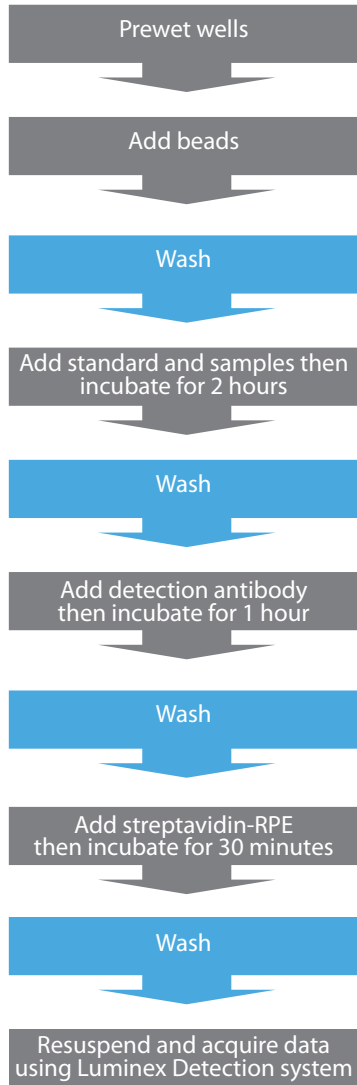 Prewet wells
Add beads
Wash
Add standard and samples then
incubate for 2 hours
Wash
Add detection antibody
then incubate for 1 hour
Wash
Add streptavidin-RPE
then incubate for 30 minutes
Wash
Resuspend and acquire data
using Luminex Detection system